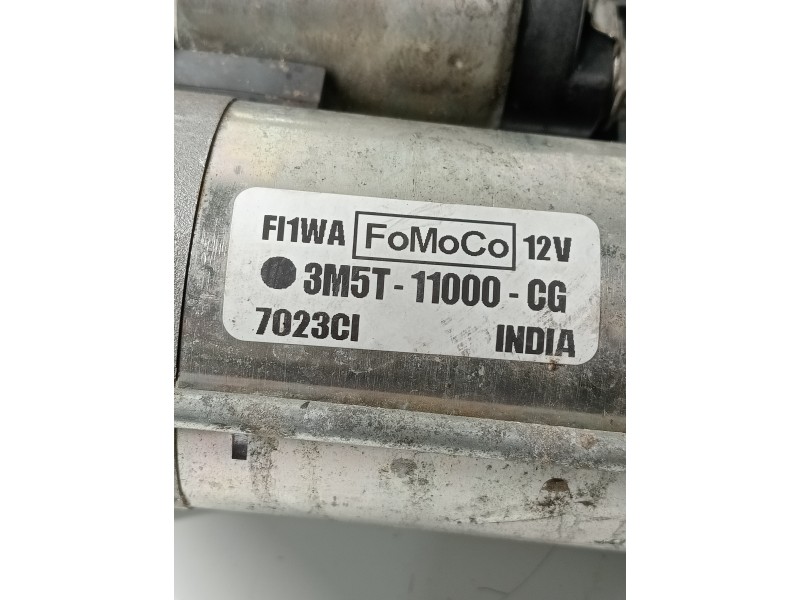 FI1WA FoMoCo 12V
3M5T-11000-CG
7023CI INDIA